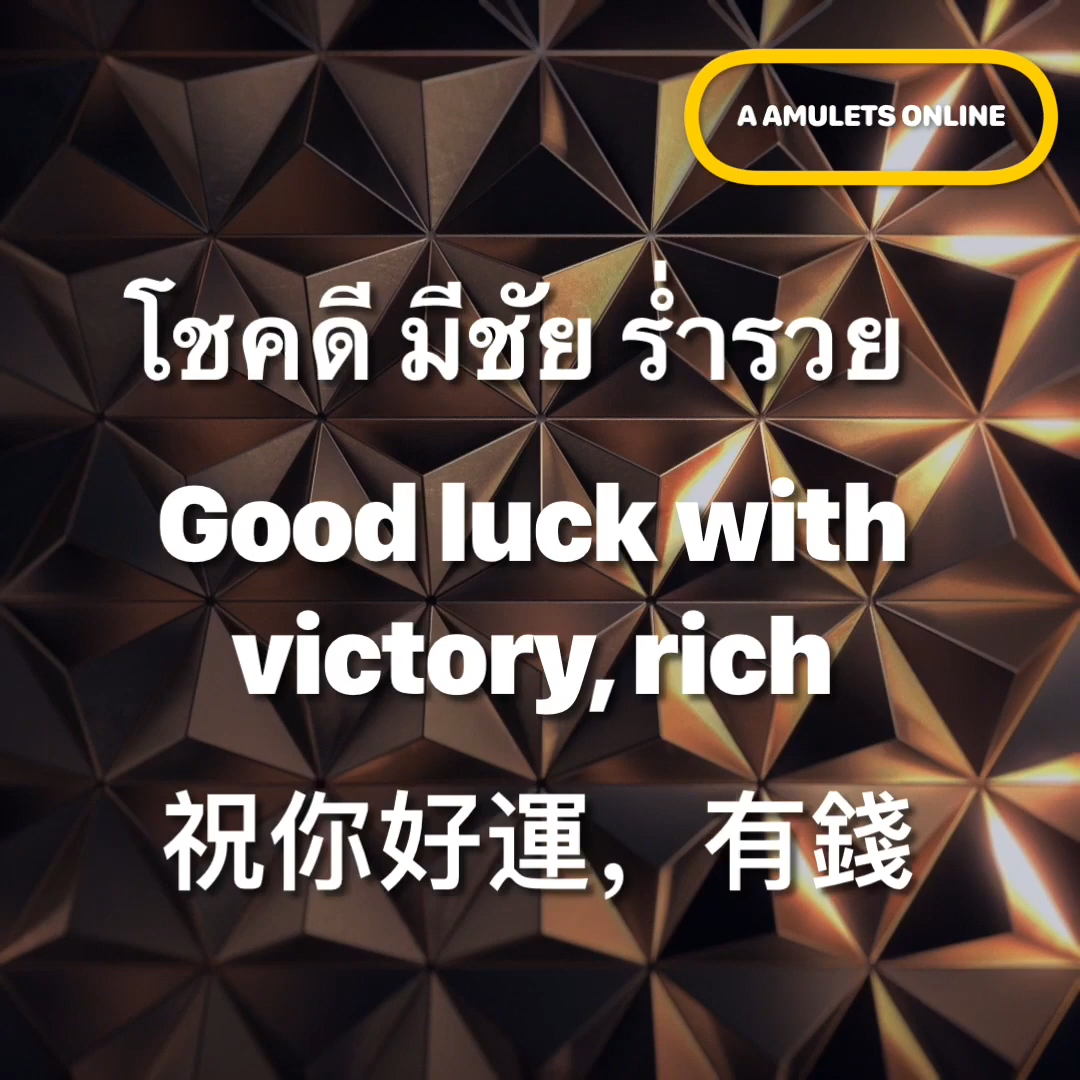 A AMULETS ONLINE
โชคดี มีชัย ร่ำรวย
Good luck with
victory, rich
祝你好運，有錢